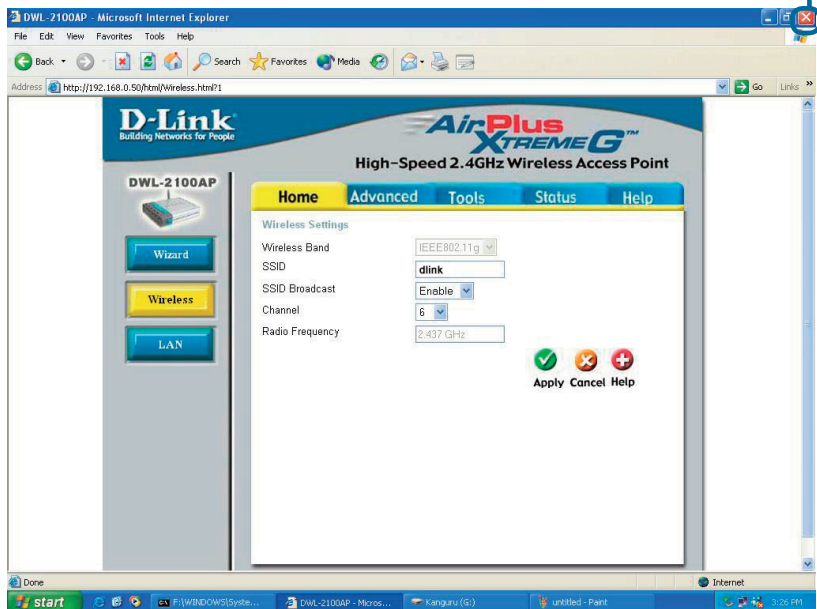 DWL-2100AP - Microsoft Internet Explorer
File Edit View Favorites Tools Help
Back Search Favorites Media
Address http://192.168.0.50/html/Wireless.html?1 Go Links »
D-Link
Building Networks for People
AirPlus
XTREME G™
High-Speed 2.4GHz Wireless Access Point
DWL-2100AP
Home Advanced Tools Status Help
Wizard
Wireless
LAN
Wireless Settings
Wireless Band IEEE802.11g
SSID dlink
SSID Broadcast Enable
Channel 6
Radio Frequency 2.437 GHz
Apply Cancel Help
Done Internet
start F:\WINDOWS\Syste... DWL-2100AP - Micros... Kanguru (G:) untitled - Paint 3:26 PM